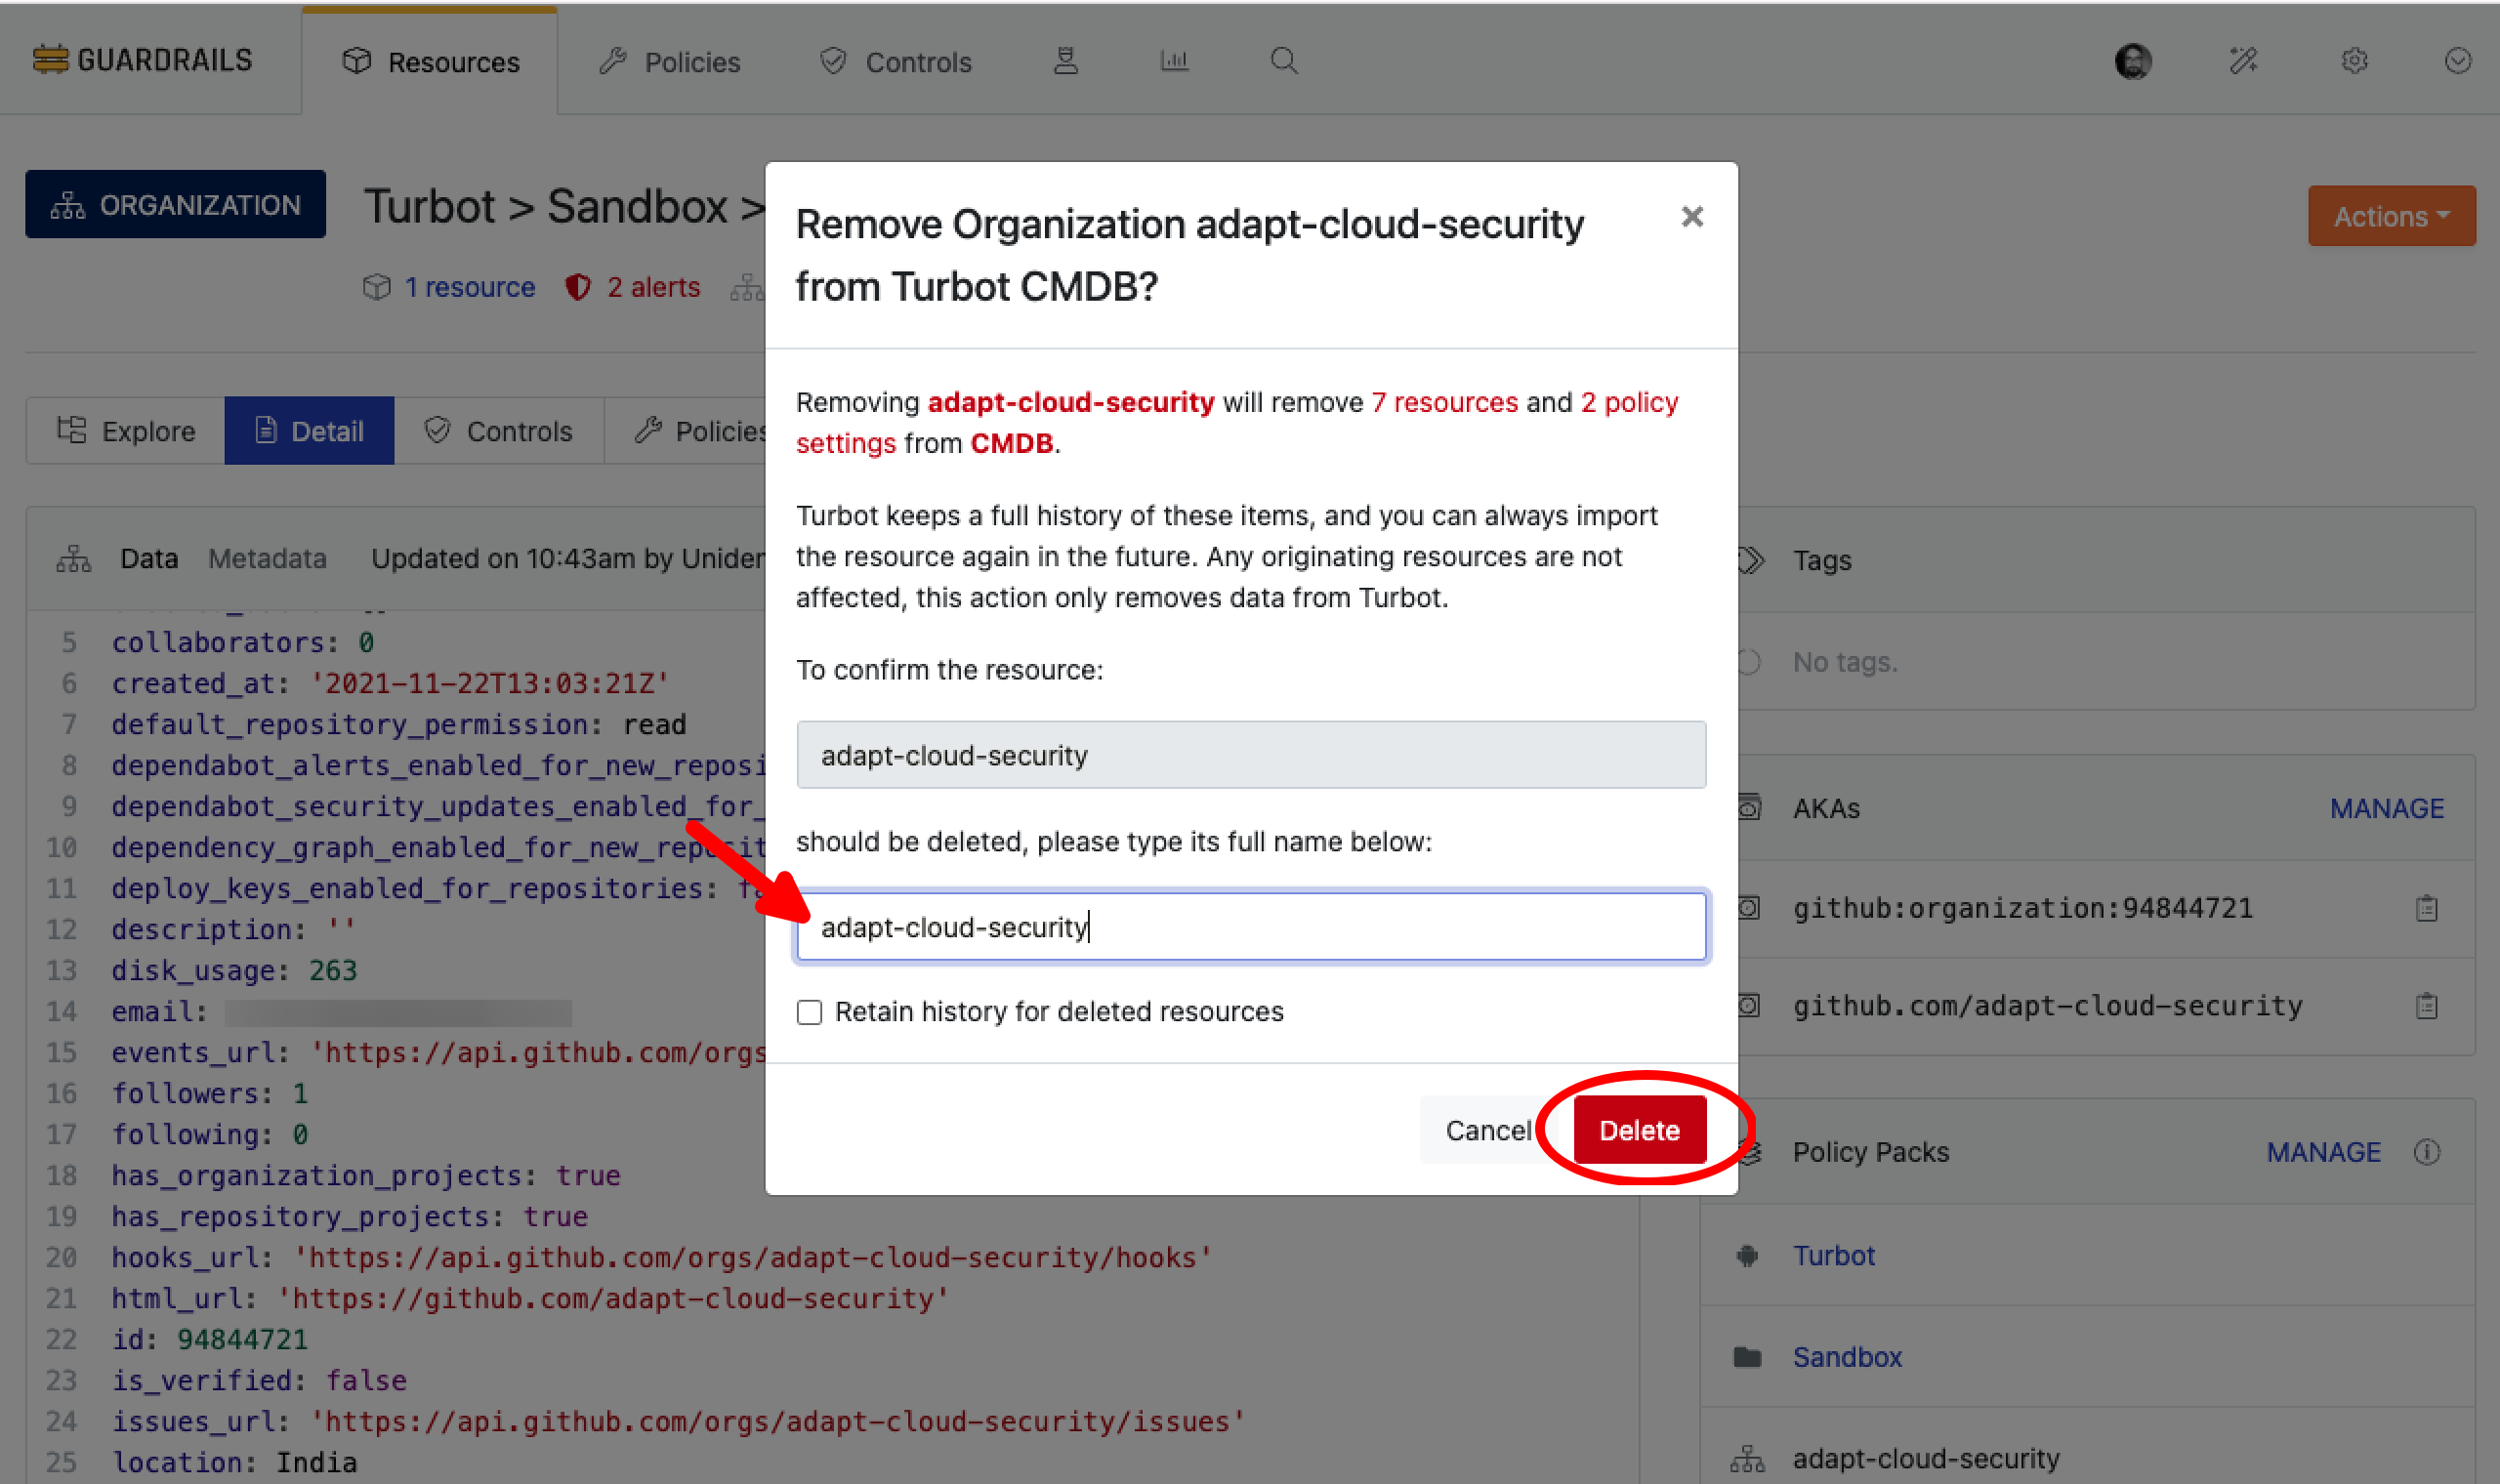 GUARDRAILS
Resources
Policies
Controls
ORGANIZATION
Turbot > Sandbox >
Actions
1 resource
2 alerts
Explore
Detail
Controls
Policies
Data
Metadata
Updated on 10:43am by
5 collaborators: 0
6 created_at: '2021-11-22T13:03:21Z'
7 default_repository_permission: read
8 dependabot_alerts_enabled_for_new_reposi
9 dependabot_security_updates_enabled_for_
10 dependency_graph_enabled_for_new_reposit
11 deploy_keys_enabled_for_repositories:
12 description: ''
13 disk_usage: 263
14 email:
15 events_url: 'https://api.github.com/orgs
16 followers: 1
17 following: 0
18 has_organization_projects: true
19 has_repository_projects: true
20 hooks_url: 'https://api.github.com/orgs/adapt-cloud-security/hooks'
21 html_url: 'https://github.com/adapt-cloud-security'
22 id: 94844721
23 is_verified: false
24 issues_url: 'https://api.github.com/orgs/adapt-cloud-security/issues'
25 location: India
Remove Organization adapt-cloud-security
from Turbot CMDB?
×
Removing adapt-cloud-security will remove 7 resources and 2 policy
settings from CMDB.
Turbot keeps a full history of these items, and you can always import
the resource again in the future. Any originating resources are not
affected, this action only removes data from Turbot.
To confirm the resource:
adapt-cloud-security
should be deleted, please type its full name below:
adapt-cloud-security
Retain history for deleted resources
Cancel
Delete
Tags
No tags.
AKAs
MANAGE
github:organization:94844721
github.com/adapt-cloud-security
Policy Packs
MANAGE
Turbot
Sandbox
adapt-cloud-security